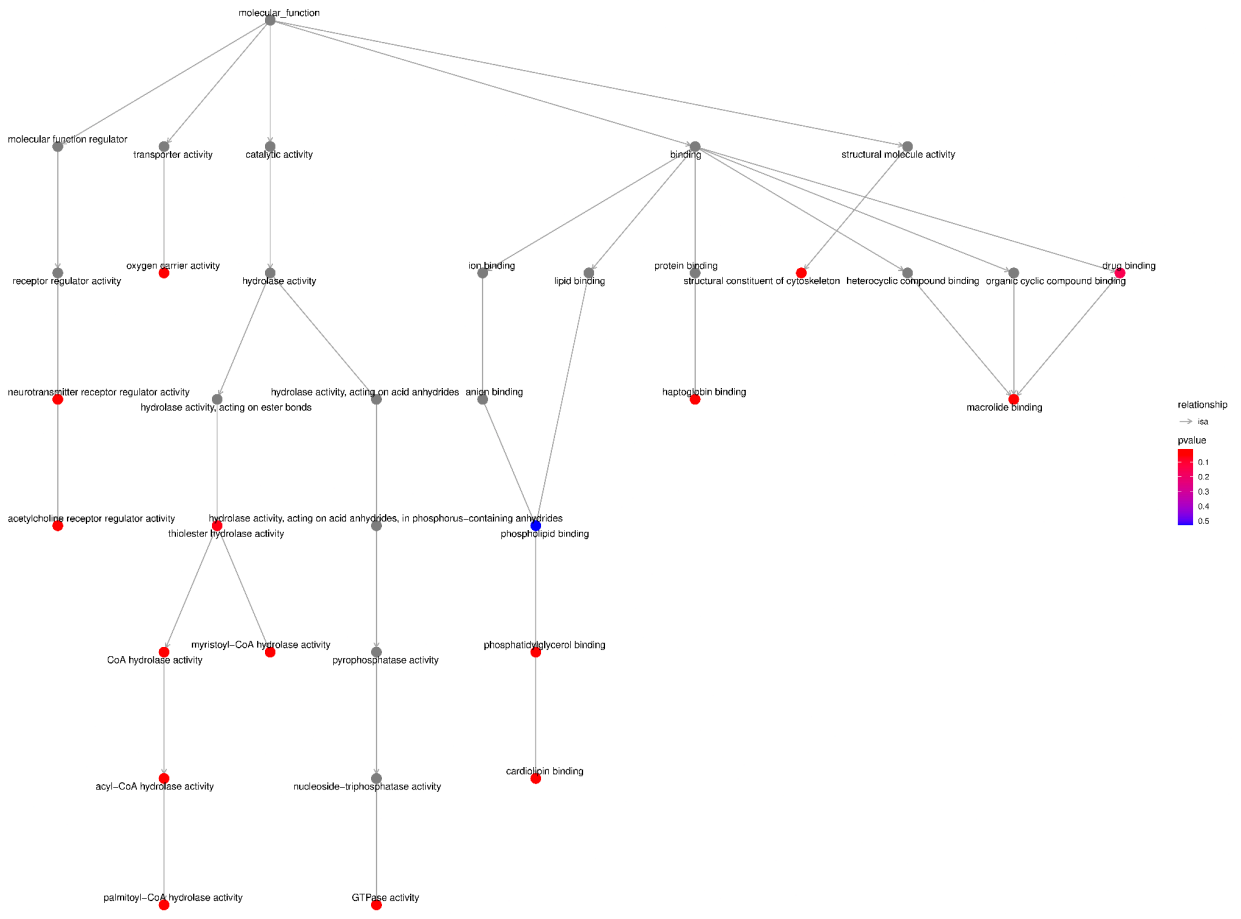 molecular_function
molecular function regulator
transporter activity
catalytic activity
binding
structural molecule activity
oxygen carrier activity
ion binding
protein binding
drug binding
receptor regulator activity
hydrolase activity
lipid binding
structural constituent of cytoskeleton
heterocyclic compound binding
organic cyclic compound binding
neurotransmitter receptor regulator activity
hydrolase activity, acting on acid anhydrides
anion binding
haptoglobin binding
hydrolase activity, acting on ester bonds
macrolide binding
relationship
isa
pvalue
0.1
0.2
0.3
0.4
0.5
acetylcholine receptor regulator activity
hydrolase activity, acting on acid anhydrides, in phosphorus−containing anhydrides
thiolester hydrolase activity
phospholipid binding
myristoyl−CoA hydrolase activity
phosphatidylglycerol binding
CoA hydrolase activity
pyrophosphatase activity
cardiolipin binding
acyl−CoA hydrolase activity
nucleoside−triphosphatase activity
palmitoyl−CoA hydrolase activity
GTPase activity